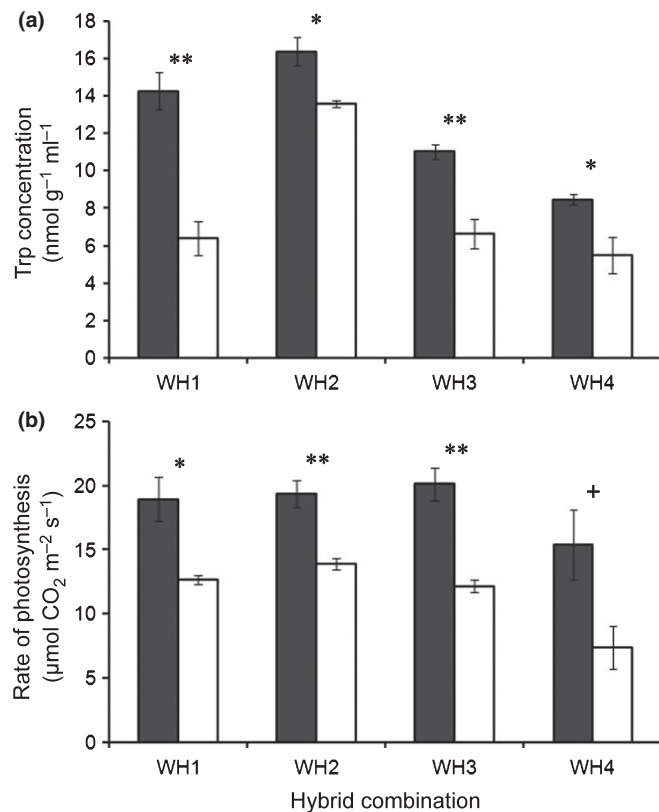 (a)
18
16
14
12
10
8
6
4
2
0
Trp concentration
(nmol g⁻¹ ml⁻¹)
**
*
**
*
WH1 WH2 WH3 WH4
(b)
25
20
15
10
5
0
Rate of photosynthesis
(μmol CO₂ m⁻² s⁻¹)
*
**
**
+
WH1 WH2 WH3 WH4
Hybrid combination